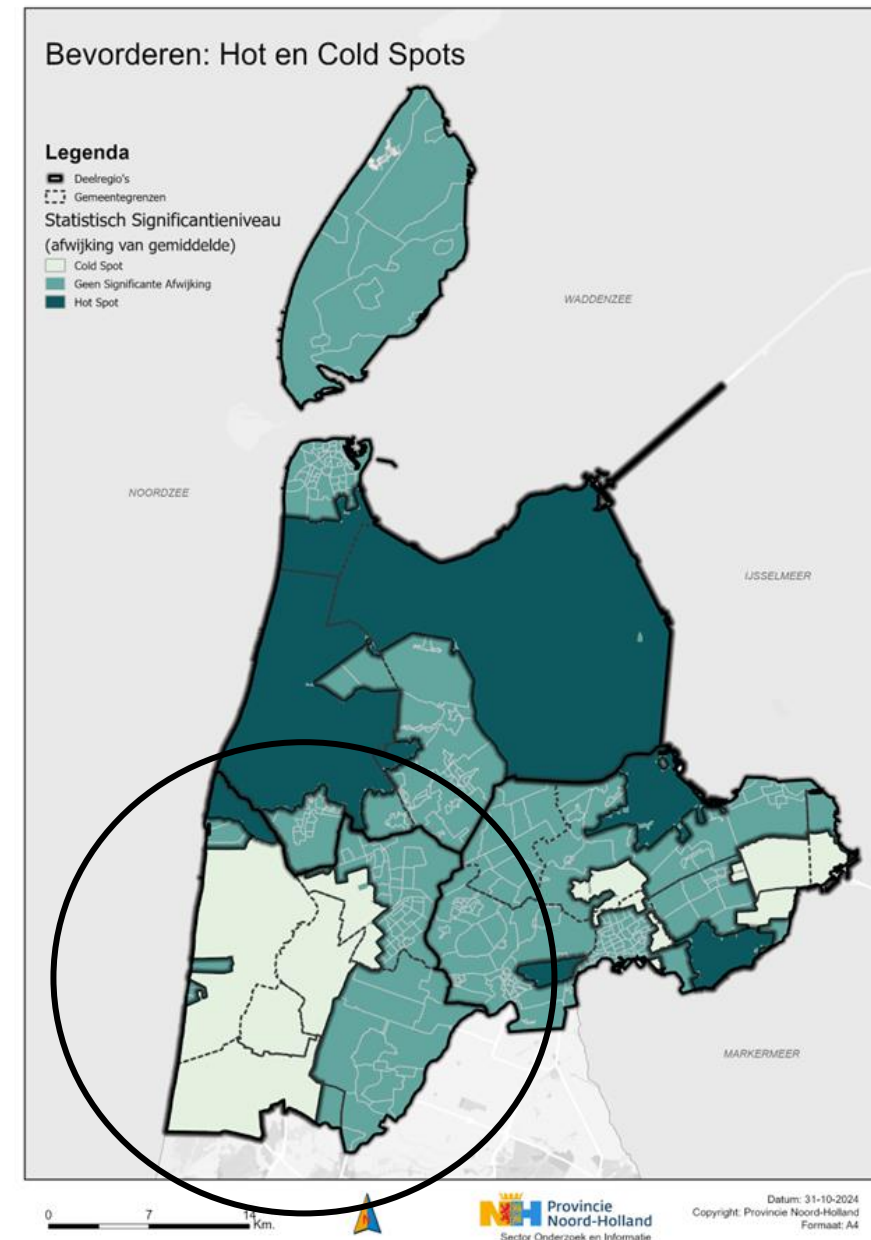 Bevorderen: Hot en Cold Spots
Legenda
Deelregio's
Gemeentegrenzen
Statistisch Significantieniveau
(afwijking van gemiddelde)
Cold Spot
Geen Significante Afwijking
Hot Spot
WADDENZEE
NOORDZEE
IJSSELMEER
MARKERMEER
0 7 14 Km.
Provincie
Noord-Holland
Sector Onderzoek en Informatie
Datum: 31-10-2024
Copyright: Provincie Noord-Holland
Formaat: A4